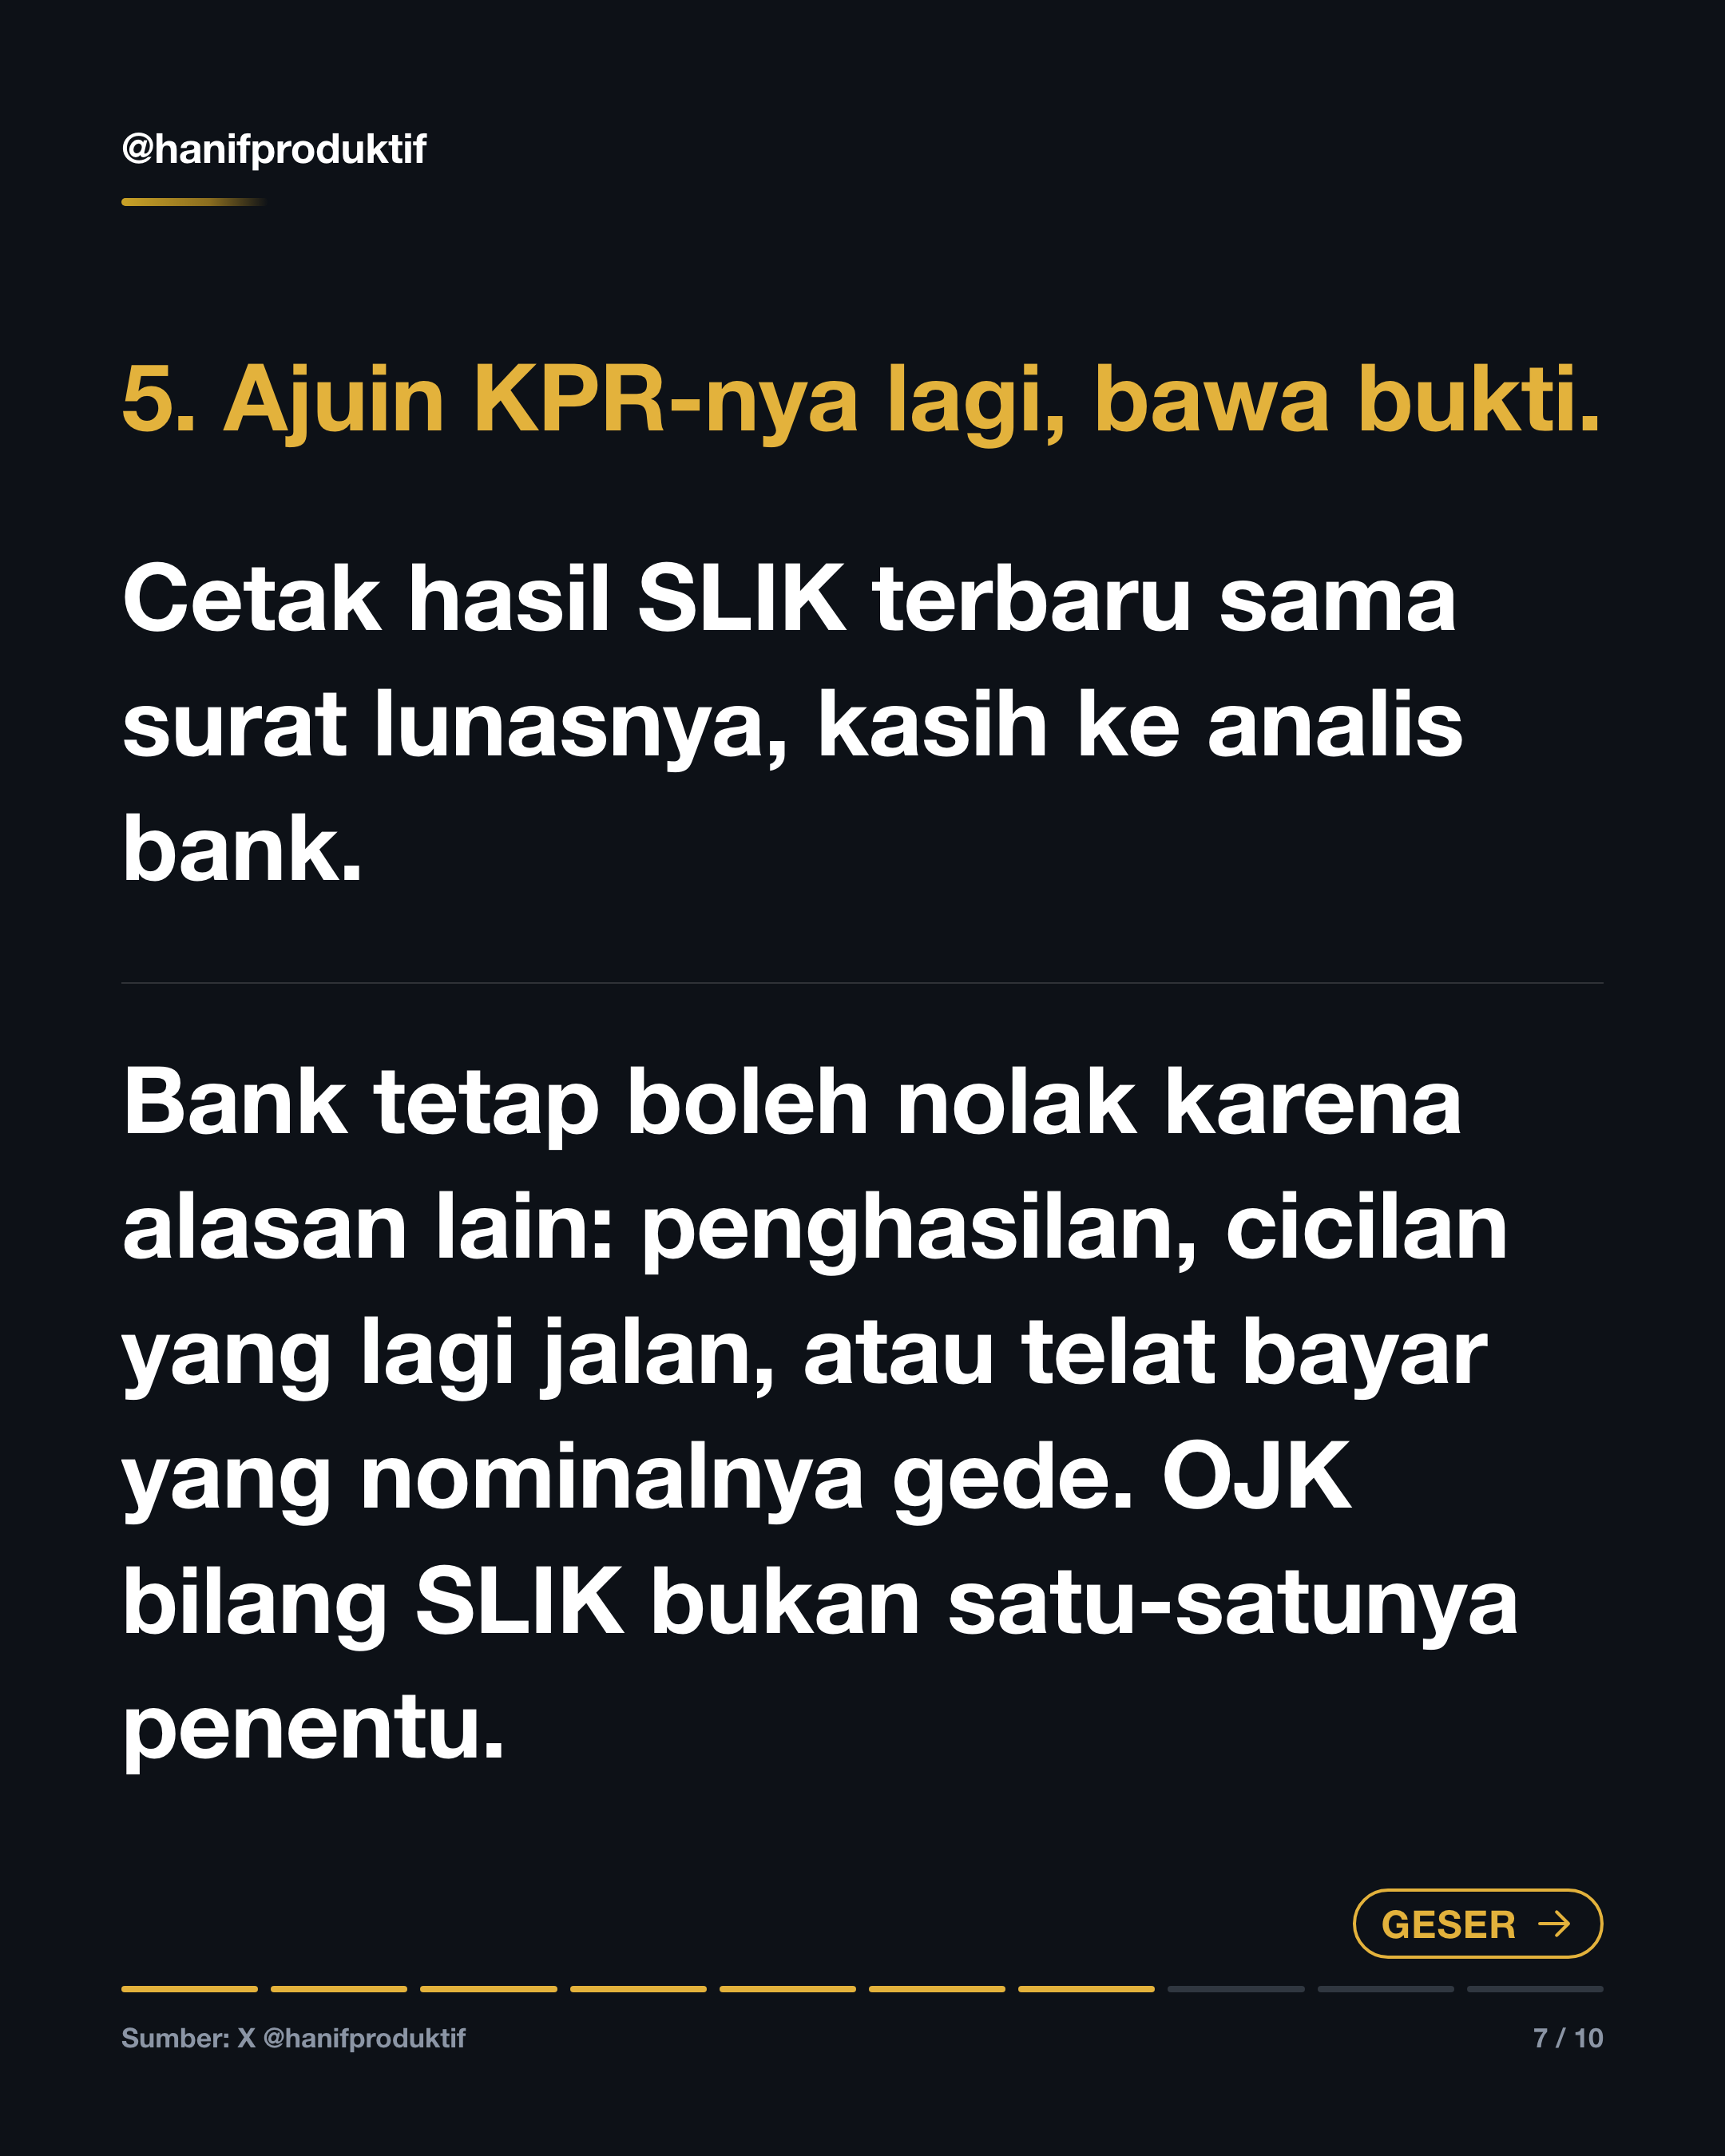 @hanifproduktif
5. Ajuin KPR-nya lagi, bawa bukti.
Cetak hasil SLIK terbaru sama
surat lunasnya, kasih ke analis
bank.
Bank tetap boleh nolak karena
alasan lain: penghasilan, cicilan
yang lagi jalan, atau telat bayar
yang nominalnya gede. OJK
bilang SLIK bukan satu-satunya
penentu.
GESER →
Sumber: X @hanifproduktif
7 / 10